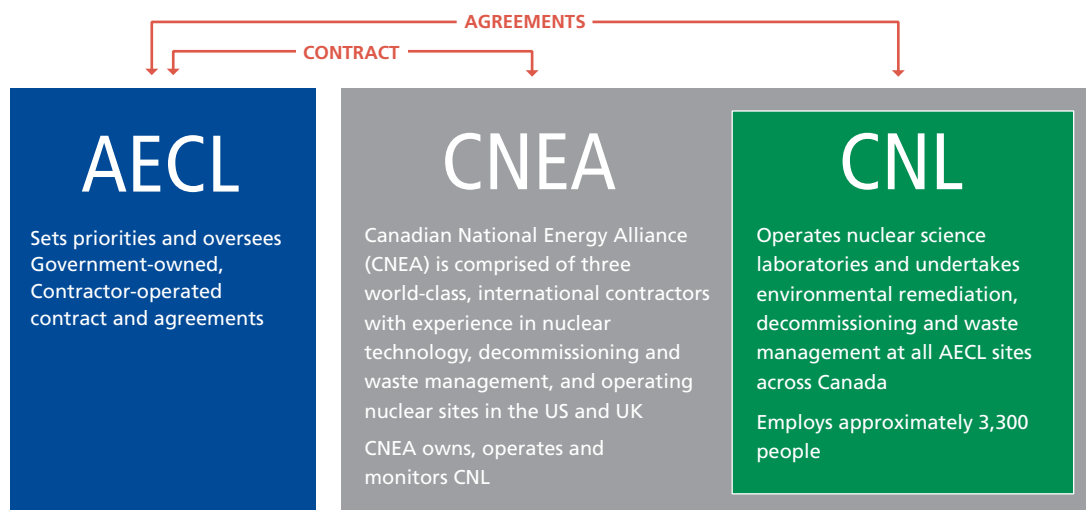 AGREEMENTS
CONTRACT
AECL
Sets priorities and oversees
Government-owned,
Contractor-operated
contract and agreements
CNEA
Canadian National Energy Alliance
(CNEA) is comprised of three
world-class, international contractors
with experience in nuclear
technology, decommissioning and
waste management, and operating
nuclear sites in the US and UK
CNEA owns, operates and
monitors CNL
CNL
Operates nuclear science
laboratories and undertakes
environmental remediation,
decommissioning and waste
management at all AECL sites
across Canada
Employs approximately 3,300
people